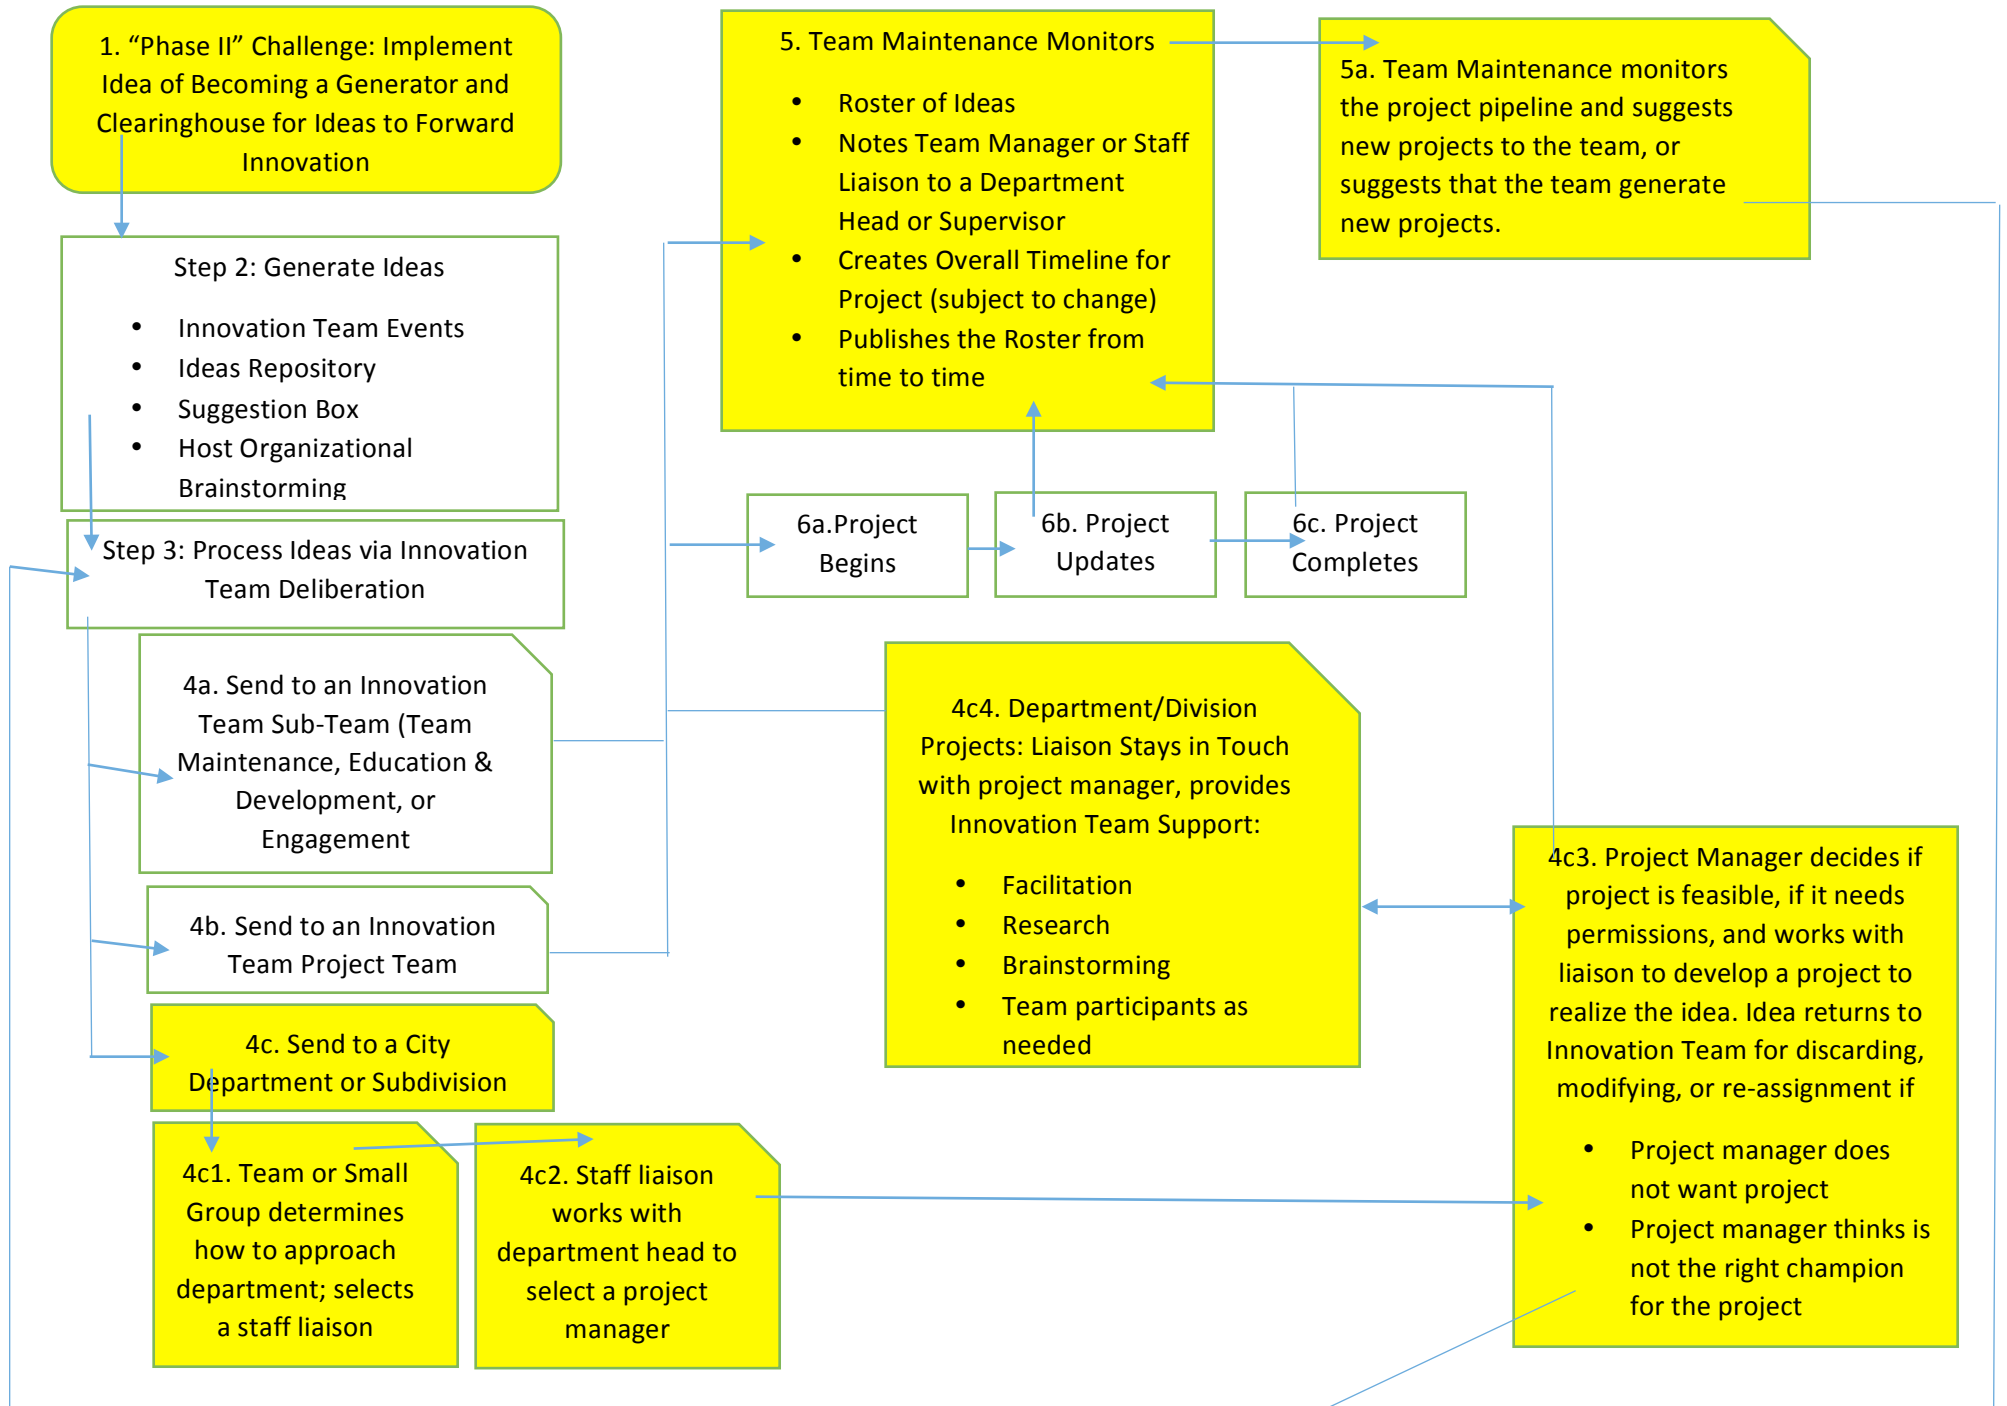 1. “Phase II” Challenge: Implement
Idea of Becoming a Generator and
Clearinghouse for Ideas to Forward
Innovation
Step 2: Generate Ideas
• Innovation Team Events
• Ideas Repository
• Suggestion Box
• Host Organizational
Brainstorming
Step 3: Process Ideas via Innovation
Team Deliberation
4a. Send to an Innovation
Team Sub-Team (Team
Maintenance, Education &
Development, or
Engagement
4b. Send to an Innovation
Team Project Team
4c. Send to a City
Department or Subdivision
4c1. Team or Small
Group determines
how to approach
department; selects
a staff liaison
4c2. Staff liaison
works with
department head to
select a project
manager
5. Team Maintenance Monitors
• Roster of Ideas
• Notes Team Manager or Staff
Liaison to a Department
Head or Supervisor
• Creates Overall Timeline for
Project (subject to change)
• Publishes the Roster from
time to time
5a. Team Maintenance monitors
the project pipeline and suggests
new projects to the team, or
suggests that the team generate
new projects.
6a.Project
Begins
6b. Project
Updates
6c. Project
Completes
4c4. Department/Division
Projects: Liaison Stays in Touch
with project manager, provides
Innovation Team Support:
• Facilitation
• Research
• Brainstorming
• Team participants as
needed
4c3. Project Manager decides if
project is feasible, if it needs
permissions, and works with
liaison to develop a project to
realize the idea. Idea returns to
Innovation Team for discarding,
modifying, or re-assignment if
• Project manager does
not want project
• Project manager thinks is
not the right champion
for the project